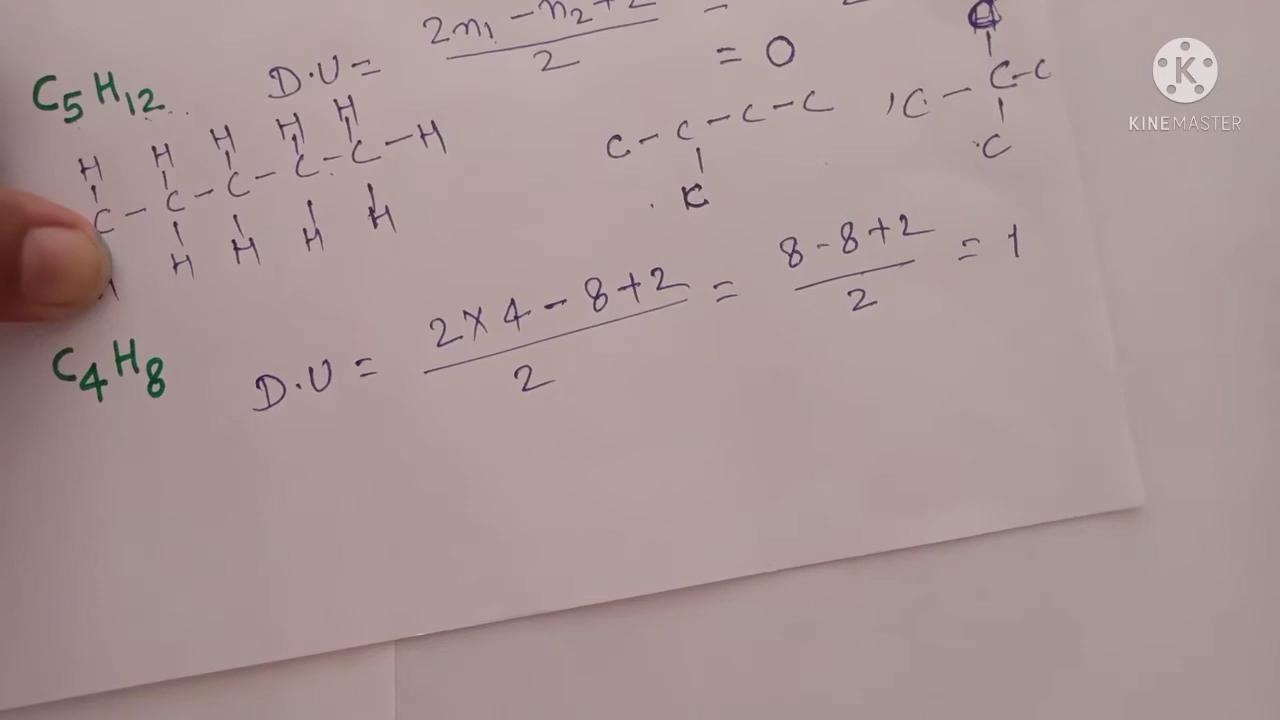 2n₁ - n₂ + 2
C₅H₁₂ D.U = 2 = 0
H H H H H
C - C - C - C - C - H
H H H H
C - C - C - C
C
C
C - C - C
C
C₄H₈ D.U = 2 × 4 - 8 + 2 / 2 = 8 - 8 + 2 / 2 = 1
K
KINEMASTER